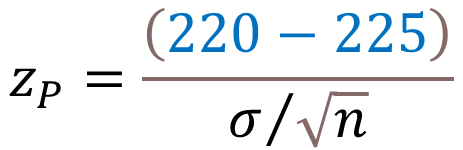 z_P = (220 − 225) / (σ/√n)